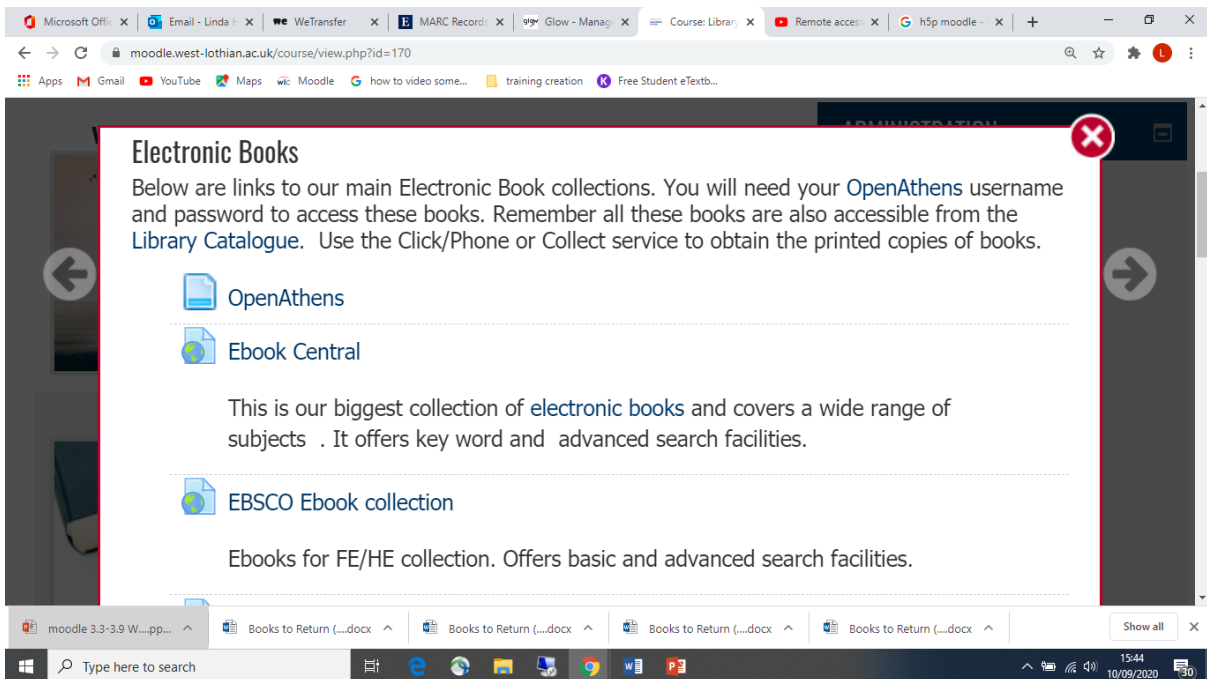 Microsoft Offic
Email - Linda H
WeTransfer
MARC Records
Glow - Manag
Course: Library
Remote access
h5p moodle -
moodle.west-lothian.ac.uk/course/view.php?id=170
L
Apps
Gmail
YouTube
Maps
wlc Moodle
how to video some...
training creation
K Free Student eTextb...
ADMINISTRATION
Electronic Books
Below are links to our main Electronic Book collections. You will need your OpenAthens username
and password to access these books. Remember all these books are also accessible from the
Library Catalogue. Use the Click/Phone or Collect service to obtain the printed copies of books.
OpenAthens
Ebook Central
This is our biggest collection of electronic books and covers a wide range of
subjects . It offers key word and advanced search facilities.
EBSCO Ebook collection
Ebooks for FE/HE collection. Offers basic and advanced search facilities.
moodle 3.3-3.9 W....pp...
Books to Return (....docx
Books to Return (....docx
Books to Return (....docx
Books to Return (....docx
Show all
Type here to search
15:44
10/09/2020
30